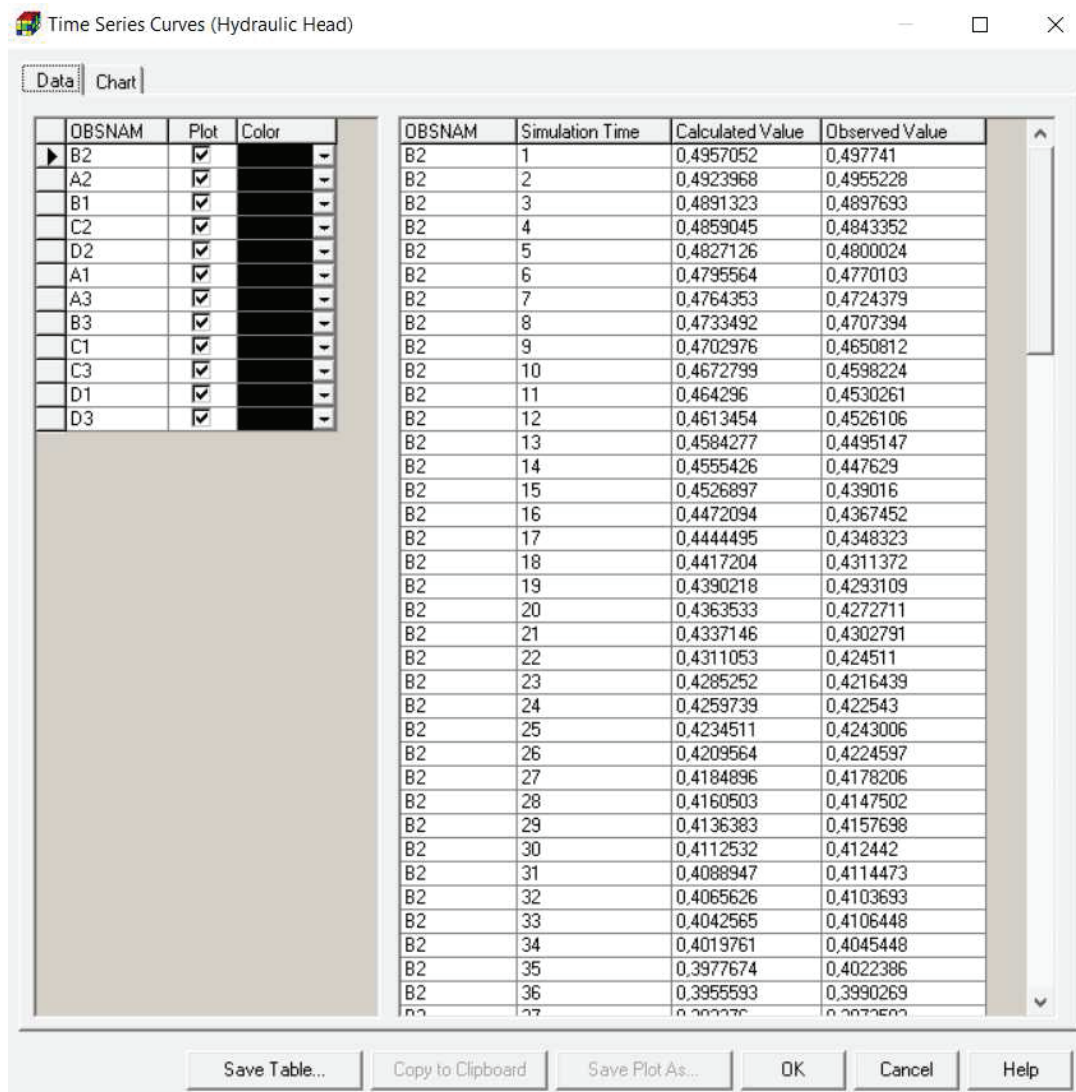 Time Series Curves (Hydraulic Head)
Data Chart
OBSNAM Plot Color
B2
A2
B1
C2
D2
A1
A3
B3
C1
C3
D1
D3
OBSNAM Simulation Time Calculated Value Observed Value
B2 1 0,4957052 0,497741
B2 2 0,4923968 0,4955228
B2 3 0,4891323 0,4897693
B2 4 0,4859045 0,4843352
B2 5 0,4827126 0,4800024
B2 6 0,4795564 0,4770103
B2 7 0,4764353 0,4724379
B2 8 0,4733492 0,4707394
B2 9 0,4702976 0,4650812
B2 10 0,4672799 0,4598224
B2 11 0,464296 0,4530261
B2 12 0,4613454 0,4526106
B2 13 0,4584277 0,4495147
B2 14 0,4555426 0,447629
B2 15 0,4526897 0,439016
B2 16 0,4472094 0,4367452
B2 17 0,4444495 0,4348323
B2 18 0,4417204 0,4311372
B2 19 0,4390218 0,4293109
B2 20 0,4363533 0,4272711
B2 21 0,4337146 0,4302791
B2 22 0,4311053 0,424511
B2 23 0,4285252 0,4216439
B2 24 0,4259739 0,422543
B2 25 0,4234511 0,4243006
B2 26 0,4209564 0,4224597
B2 27 0,4184896 0,4178206
B2 28 0,4160503 0,4147502
B2 29 0,4136383 0,4157698
B2 30 0,4112532 0,412442
B2 31 0,4088947 0,4114473
B2 32 0,4065626 0,4103693
B2 33 0,4042565 0,4106448
B2 34 0,4019761 0,4045448
B2 35 0,3977674 0,4022386
B2 36 0,3955593 0,3990269
Save Table... Copy to Clipboard Save Plot As... OK Cancel Help